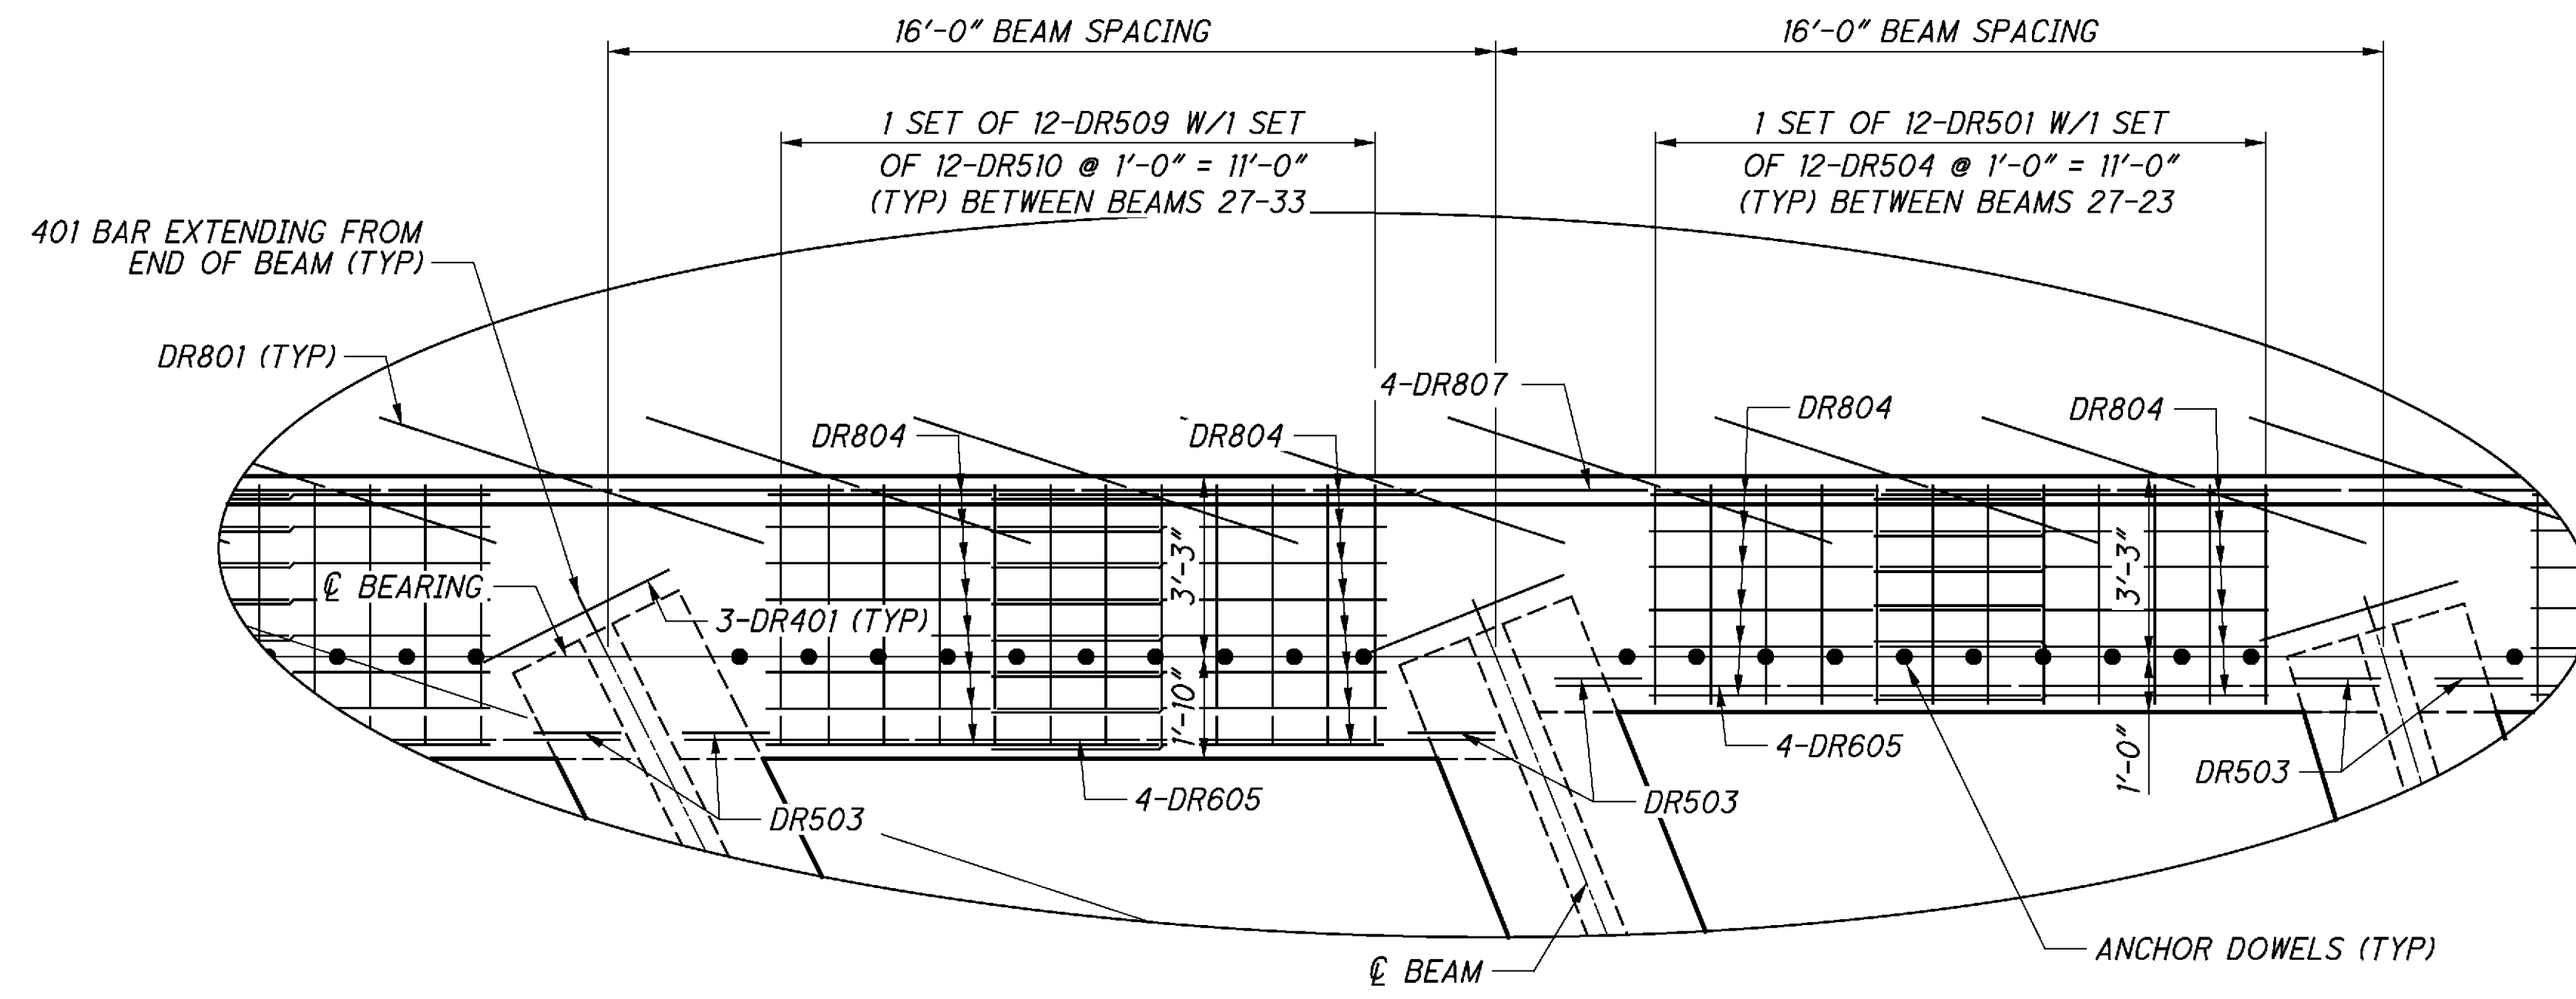 16'-0" BEAM SPACING
16'-0" BEAM SPACING
1 SET OF 12-DR509 W/1 SET
OF 12-DR510 @ 1'-0" = 11'-0"
(TYP) BETWEEN BEAMS 27-33
1 SET OF 12-DR501 W/1 SET
OF 12-DR504 @ 1'-0" = 11'-0"
(TYP) BETWEEN BEAMS 27-23
401 BAR EXTENDING FROM
END OF BEAM (TYP)
DR801 (TYP)
4-DR807
DR804
DR804
DR804
DR804
℄ BEARING
3-DR401 (TYP)
3'-3"
3'-3"
1'-10"
1'-0"
4-DR605
4-DR605
DR503
DR503
DR503
℄ BEAM
ANCHOR DOWELS (TYP)